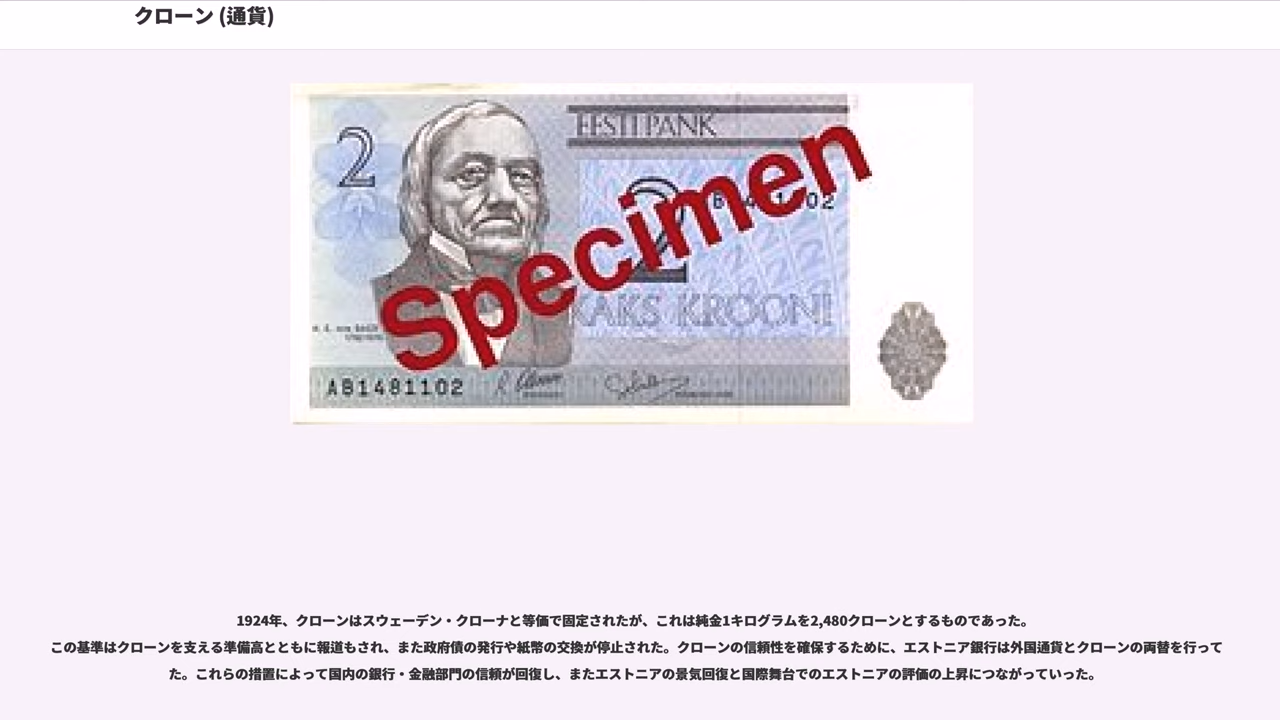 クローン (通貨)
2
EESTI PANK
2
Specimen
KAKS KROONI
AB1481102
1924年、クローンはスウェーデン・クローナと等価で固定されたが、これは純金1キログラムを2,480クローンとするものであった。
この基準はクローンを支える準備高とともに報道もされ、また政府債の発行や紙幣の交換が停止された。クローンの信頼性を確保するために、エストニア銀行は外国通貨とクローンの両替を行って
た。これらの措置によって国内の銀行・金融部門の信頼が回復し、またエストニアの景気回復と国際舞台でのエストニアの評価の上昇につながっていった。